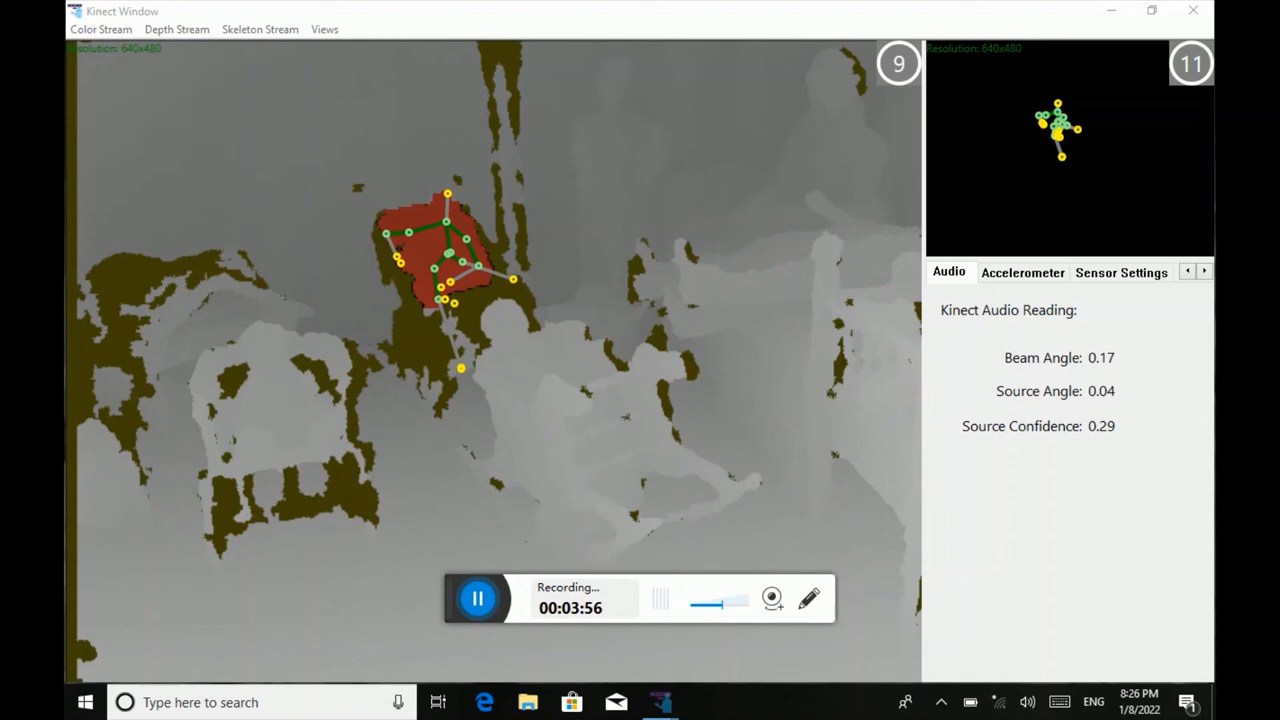 Kinect Window
Color Stream Depth Stream Skeleton Stream Views
Resolution: 640x480
9
Resolution: 640x480
11
Audio Accelerometer Sensor Settings
Kinect Audio Reading:
Beam Angle: 0.17
Source Angle: 0.04
Source Confidence: 0.29
Recording...
00:03:56
Type here to search
ENG
8:26 PM
1/8/2022
1